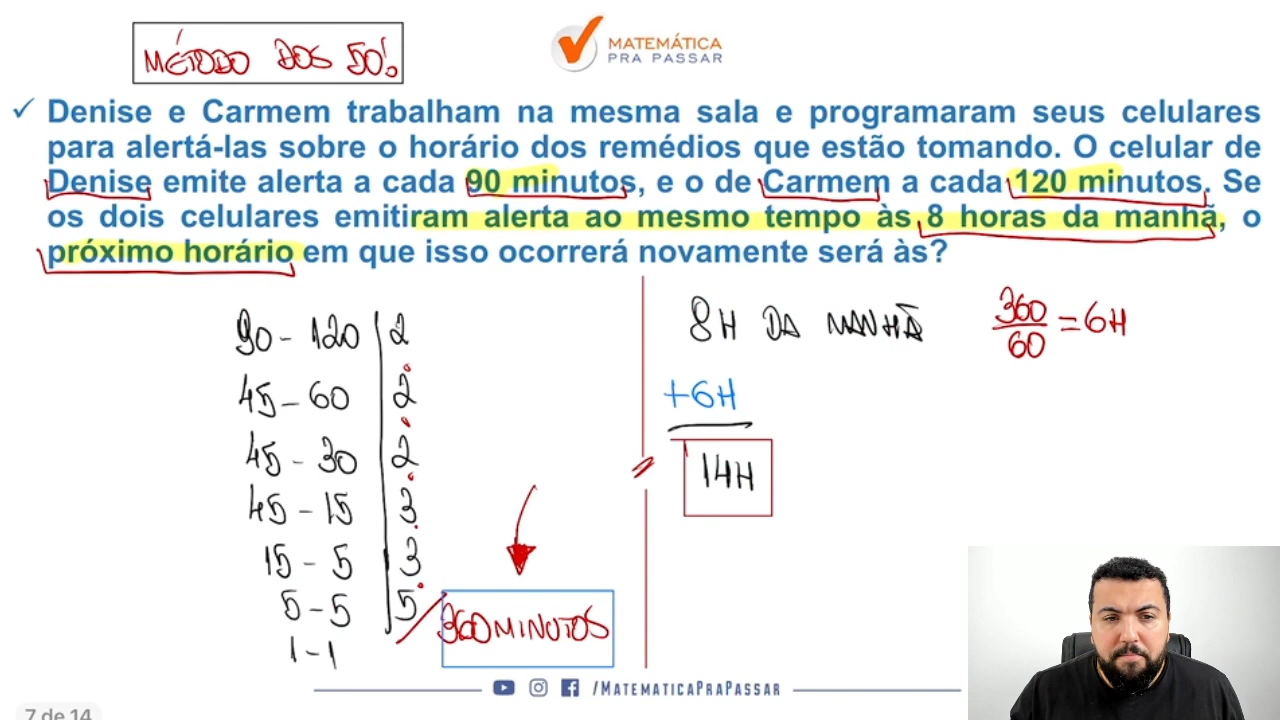 MÉTODO DOS 50!
MATEMÁTICA
PRA PASSAR
✓ Denise e Carmem trabalham na mesma sala e programaram seus celulares
para alertá-las sobre o horário dos remédios que estão tomando. O celular de
Denise emite alerta a cada 90 minutos, e o de Carmem a cada 120 minutos. Se
os dois celulares emitiram alerta ao mesmo tempo às 8 horas da manhã, o
próximo horário em que isso ocorrerá novamente será às?
90 - 120 | 2
45 - 60 | 2
45 - 30 | 2
45 - 15 | 3
15 - 5 | 3
5 - 5 | 5
1 - 1
360 MINUTOS
8H DA MANHÃ
+6H
14H
360/60 = 6H
/MATEMATICAPRAPASSAR
7 de 14